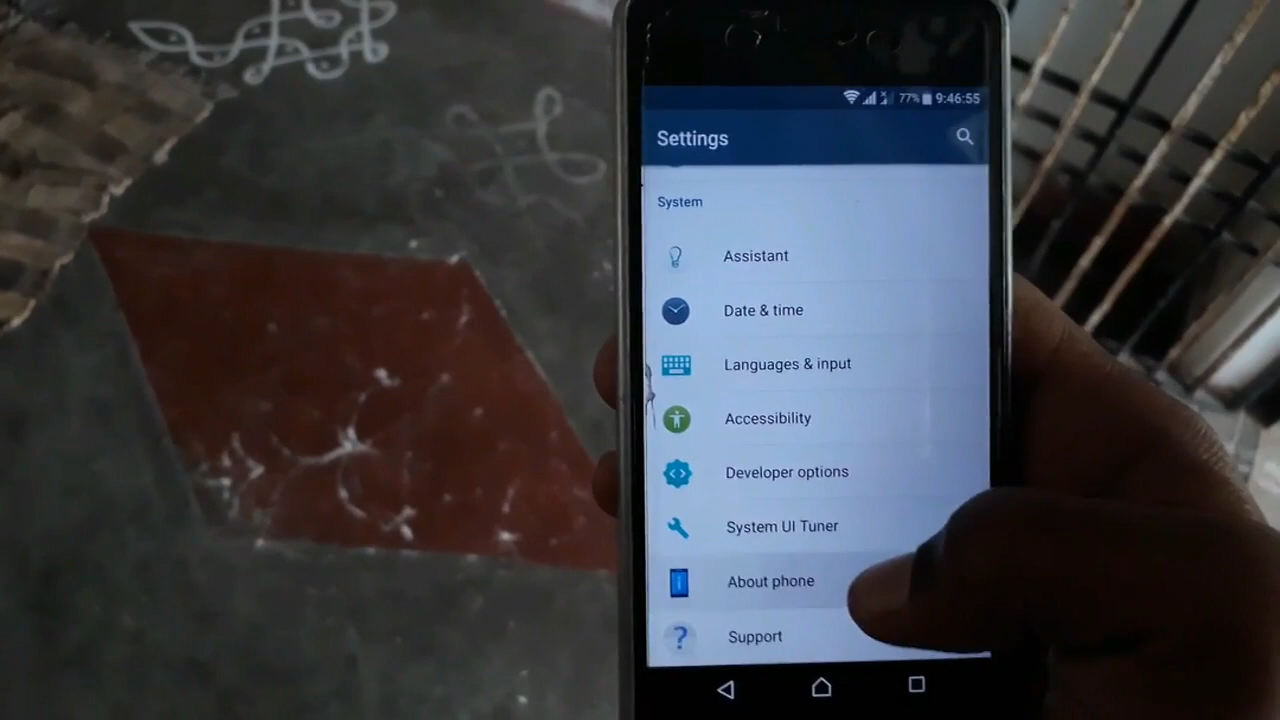 77% 9:46:55
Settings
System
Assistant
Date & time
Languages & input
Accessibility
Developer options
System UI Tuner
About phone
Support